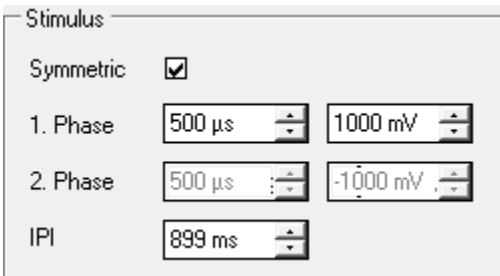 Stimulus
Symmetric
1. Phase 500 µs 1000 mV
2. Phase 500 µs -1000 mV
IPI 899 ms